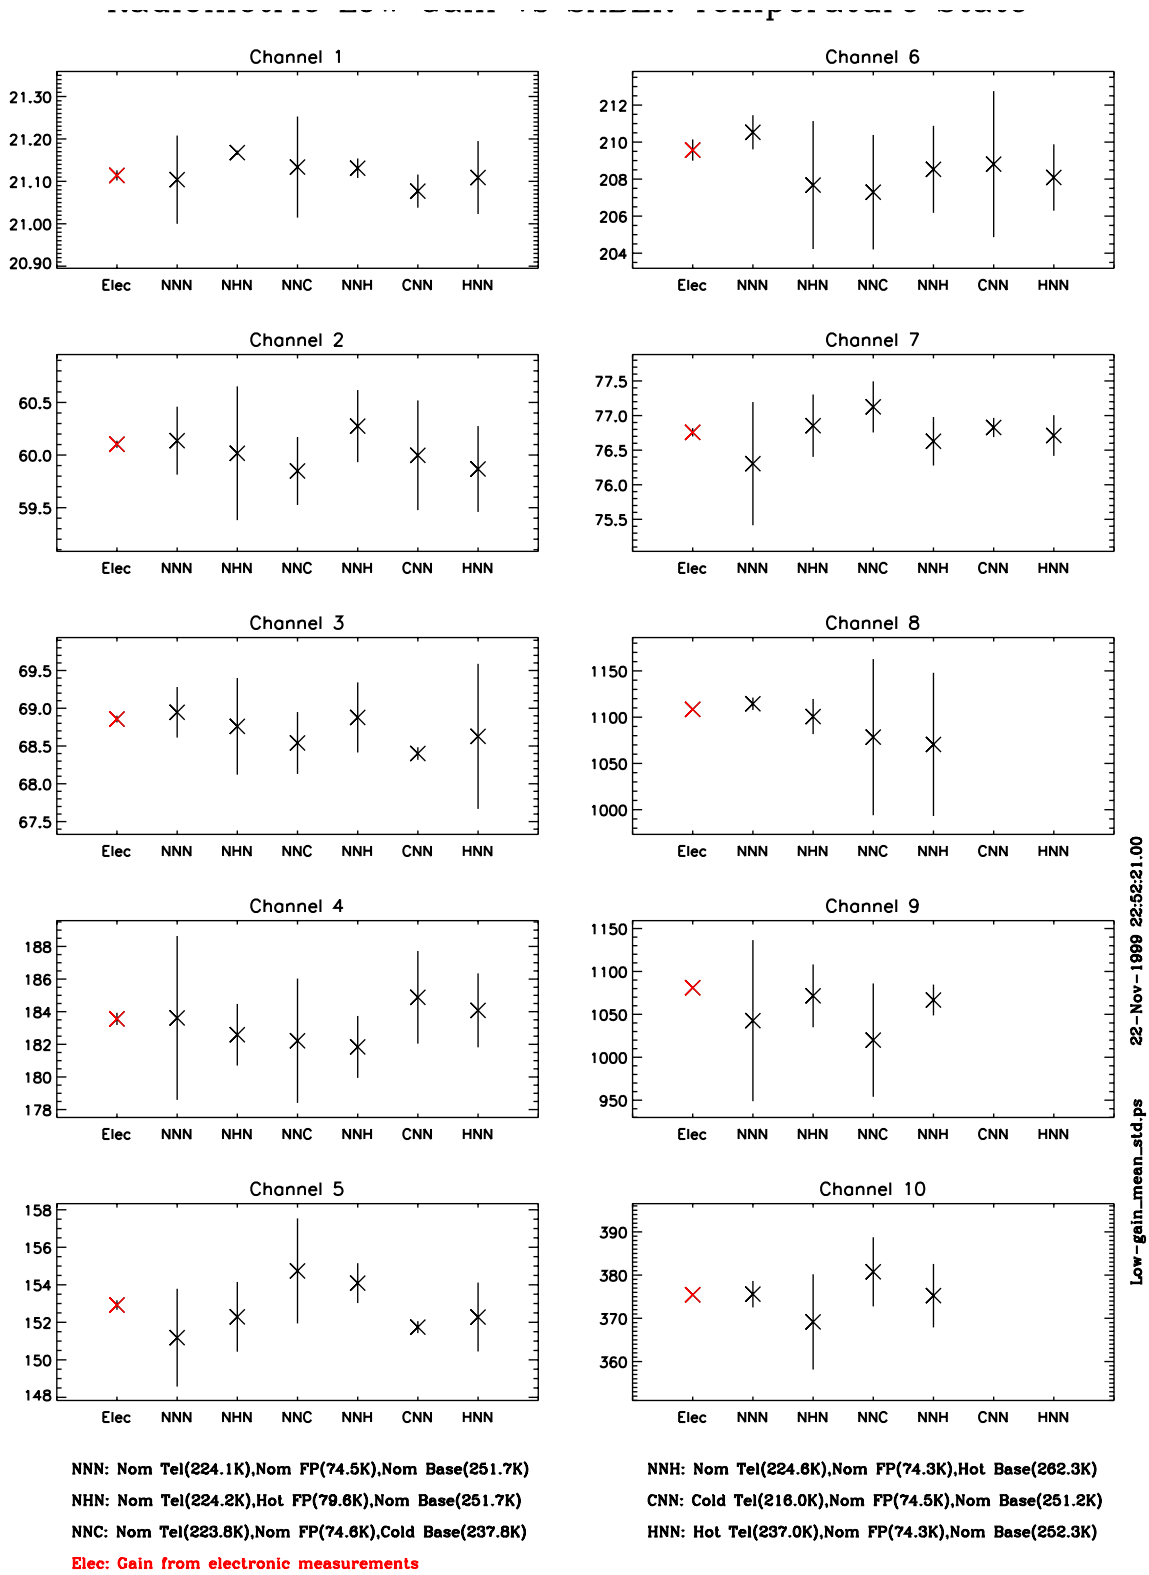 Radiometric Low Gain vs SABER Temperature State
Channel 1
21.30
21.20
21.10
21.00
20.90
Elec NNN NHN NNC NNH CNN HNN
Channel 6
212
210
208
206
204
Elec NNN NHN NNC NNH CNN HNN
Channel 2
60.5
60.0
59.5
Elec NNN NHN NNC NNH CNN HNN
Channel 7
77.5
77.0
76.5
76.0
75.5
Elec NNN NHN NNC NNH CNN HNN
Channel 3
69.5
69.0
68.5
68.0
67.5
Elec NNN NHN NNC NNH CNN HNN
Channel 8
1150
1100
1050
1000
Elec NNN NHN NNC NNH CNN HNN
Channel 4
188
186
184
182
180
178
Elec NNN NHN NNC NNH CNN HNN
Channel 9
1150
1100
1050
1000
950
Elec NNN NHN NNC NNH CNN HNN
Channel 5
158
156
154
152
150
148
Elec NNN NHN NNC NNH CNN HNN
Channel 10
390
380
370
360
Elec NNN NHN NNC NNH CNN HNN
NNN: Nom Tel(224.1K),Nom FP(74.5K),Nom Base(251.7K)
NHN: Nom Tel(224.2K),Hot FP(79.6K),Nom Base(251.7K)
NNC: Nom Tel(223.8K),Nom FP(74.6K),Cold Base(237.8K)
Elec: Gain from electronic measurements
NNH: Nom Tel(224.6K),Nom FP(74.3K),Hot Base(262.3K)
CNN: Cold Tel(216.0K),Nom FP(74.5K),Nom Base(251.2K)
HNN: Hot Tel(237.0K),Nom FP(74.3K),Nom Base(252.3K)
Low-gain_mean_std.ps 22-Nov-1999 22:52:21.00